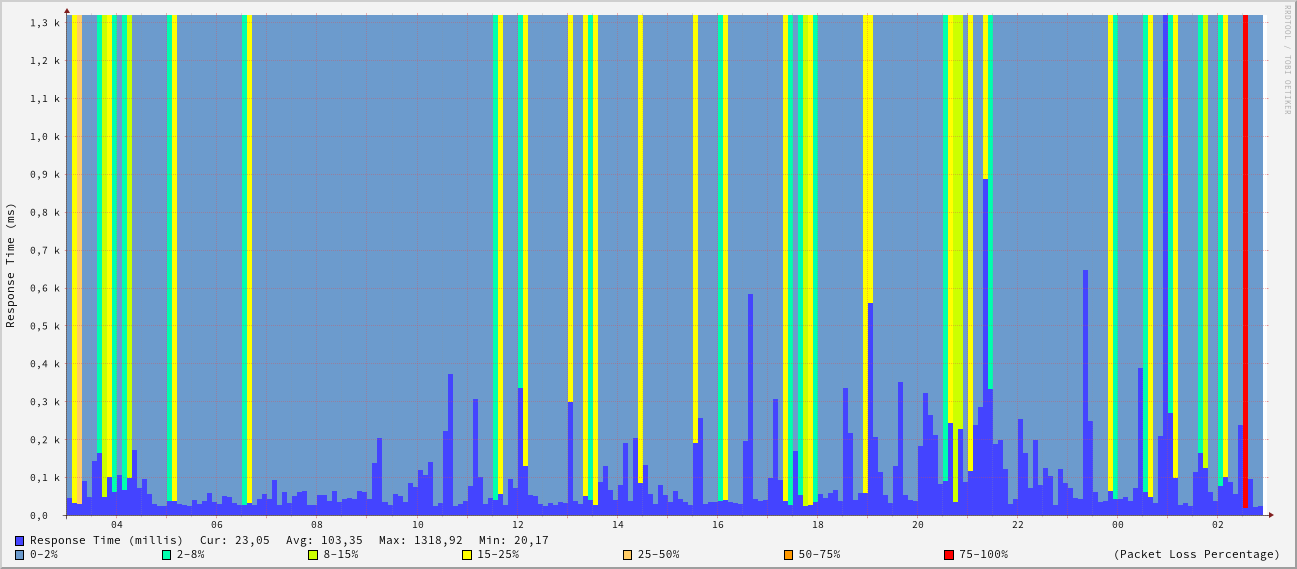 RRDTOOL / TOBI OETIKER
Response Time (ms)
1,3 k
1,2 k
1,1 k
1,0 k
0,9 k
0,8 k
0,7 k
0,6 k
0,5 k
0,4 k
0,3 k
0,2 k
0,1 k
0,0
04 06 08 10 12 14 16 18 20 22 00 02
Response Time (millis) Cur: 23,05 Avg: 103,35 Max: 1318,92 Min: 20,17
0-2% 2-8% 8-15% 15-25% 25-50% 50-75% 75-100% (Packet Loss Percentage)